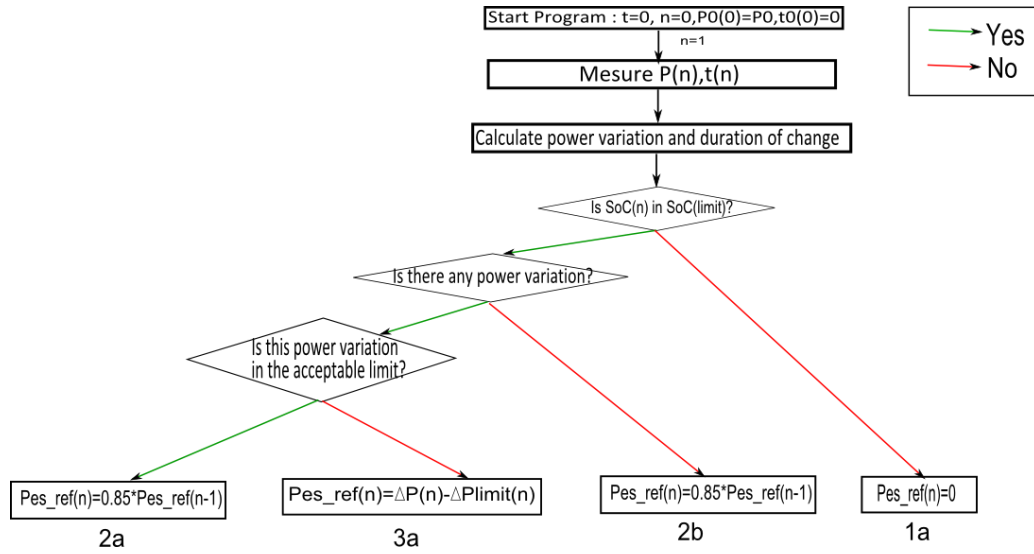 Start Program : t=0, n=0,P0(0)=P0,t0(0)=0
n=1
Yes
No
Mesure P(n),t(n)
Calculate power variation and duration of change
Is SoC(n) in SoC(limit)?
Is there any power variation?
Is this power variation
in the acceptable limit?
Pes_ref(n)=0.85*Pes_ref(n-1)
Pes_ref(n)=△P(n)-△Plimit(n)
Pes_ref(n)=0.85*Pes_ref(n-1)
Pes_ref(n)=0
2a
3a
2b
1a